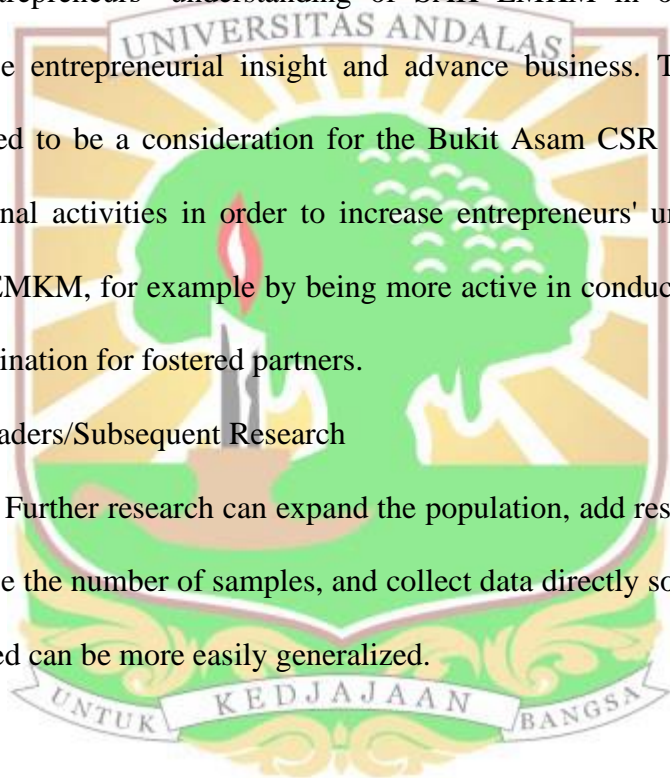 understanding of SAK EMKM in o
UNIVERSITAS ANDALAS
e entrepreneurial insight and advance business. T
ed to be a consideration for the Bukit Asam CSR
nal activities in order to increase entrepreneurs' u
EMKM, for example by being more active in conduc
ination for fostered partners.
aders/Subsequent Research
Further research can expand the population, add res
e the number of samples, and collect data directly so
ed can be more easily generalized.
UNTUK KEDJAJAAN BANGSA